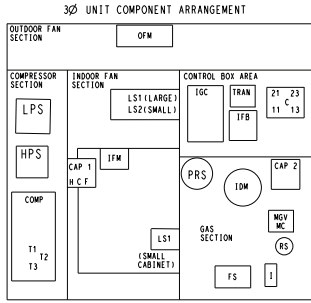 3Ø UNIT COMPONENT ARRANGEMENT
OUTDOOR FAN
SECTION
OFM
COMPRESSOR
SECTION
LPS
HPS
COMP
T1
T2
T3
INDOOR FAN
SECTION
LS1(LARGE)
LS2(SMALL)
IFM
CAP 1
H C F
LS1
(SMALL
CABINET)
CONTROL BOX AREA
IGC
TRAN
IFB
21 23
C
11 13
PRS
IDM
CAP 2
MGV
MC
GAS
SECTION
RS
FS
I